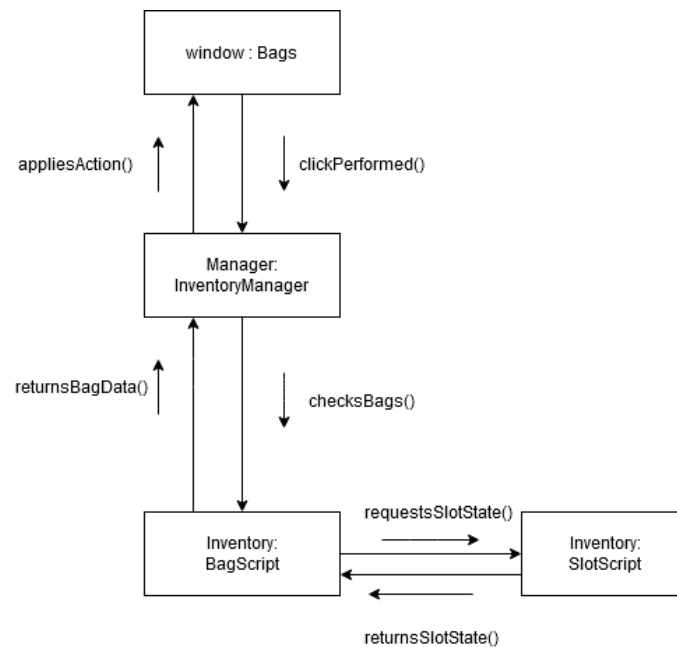 window : Bags
appliesAction()
clickPerformed()
Manager:
InventoryManager
returnsBagData()
checksBags()
requestsSlotState()
Inventory:
BagScript
Inventory:
SlotScript
returnsSlotState()